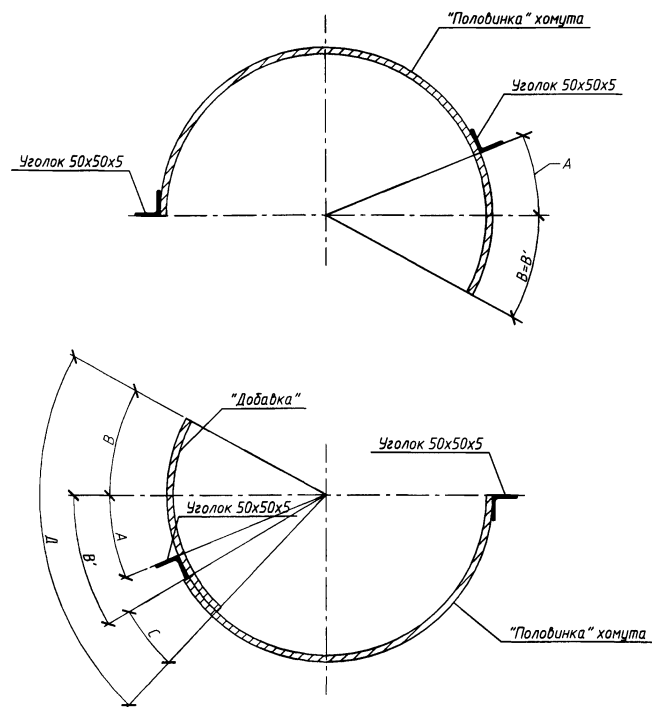 "Половинка" хомута
Уголок 50х50х5
Уголок 50х50х5
А
В=В'
"Добавка"
Уголок 50х50х5
В
Уголок 50х50х5
А
В'
Д
С
"Половинка" хомута